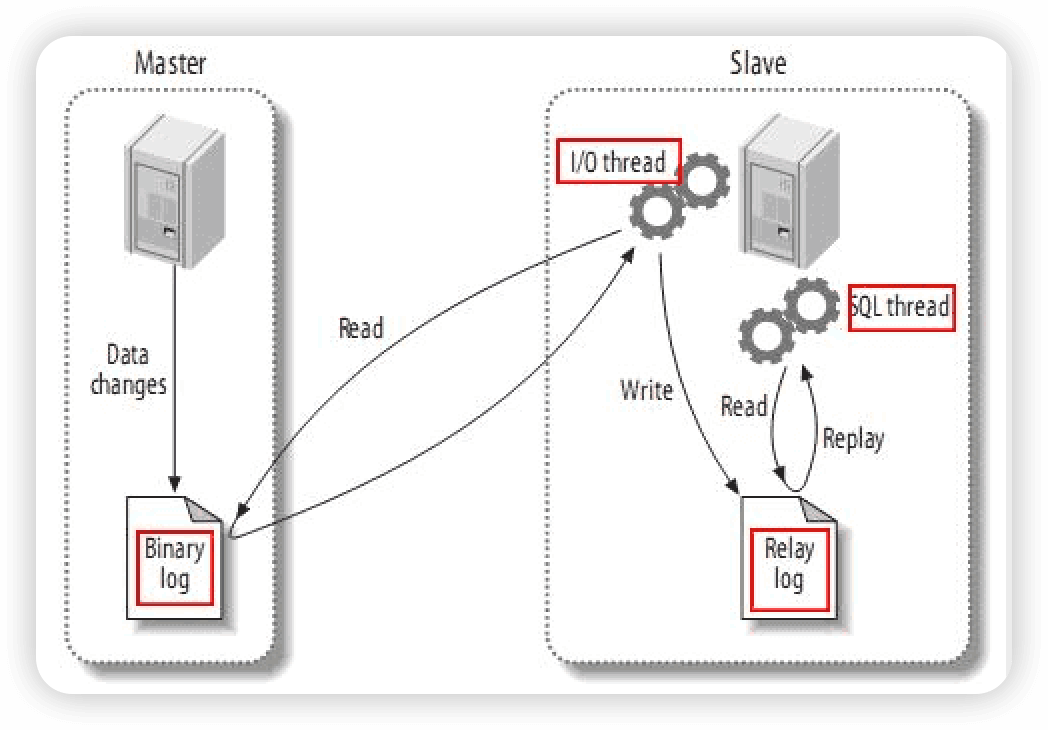 Master
Slave
I/O thread
SQL thread
Read
Data
changes
Write
Read
Replay
Binary
log
Relay
log